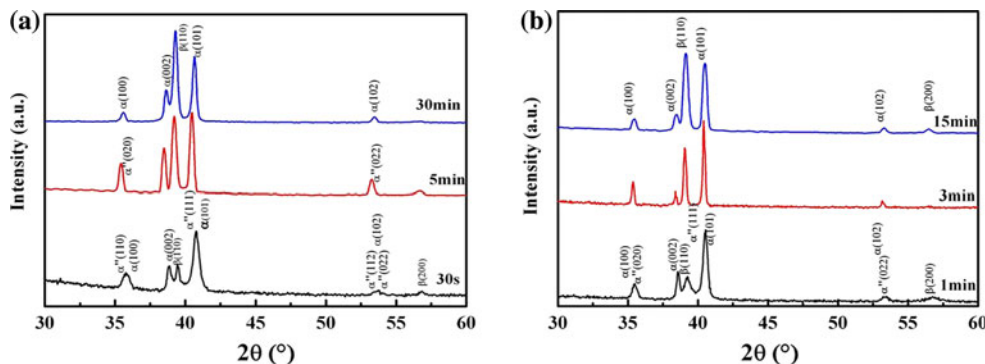 (a)
Intensity (a.u.)
α(100)
α(002)
β(110)
α(101)
α(102)
30min
α"(020)
α"(022)
5min
α"(110)
α(100)
α(002)
β(110)
α"(111)
α(101)
α"(112)
α(102)
α"(022)
β(200)
30s
30 35 40 45 50 55 60
2θ (°)
(b)
Intensity (a.u.)
α(100)
α(002)
β(110)
α(101)
α(102)
β(200)
15min
3min
α(100)
α"(020)
α(002)
β(110)
α"(111)
α(101)
α(102)
α"(022)
β(200)
1min
30 35 40 45 50 55 60
2θ (°)